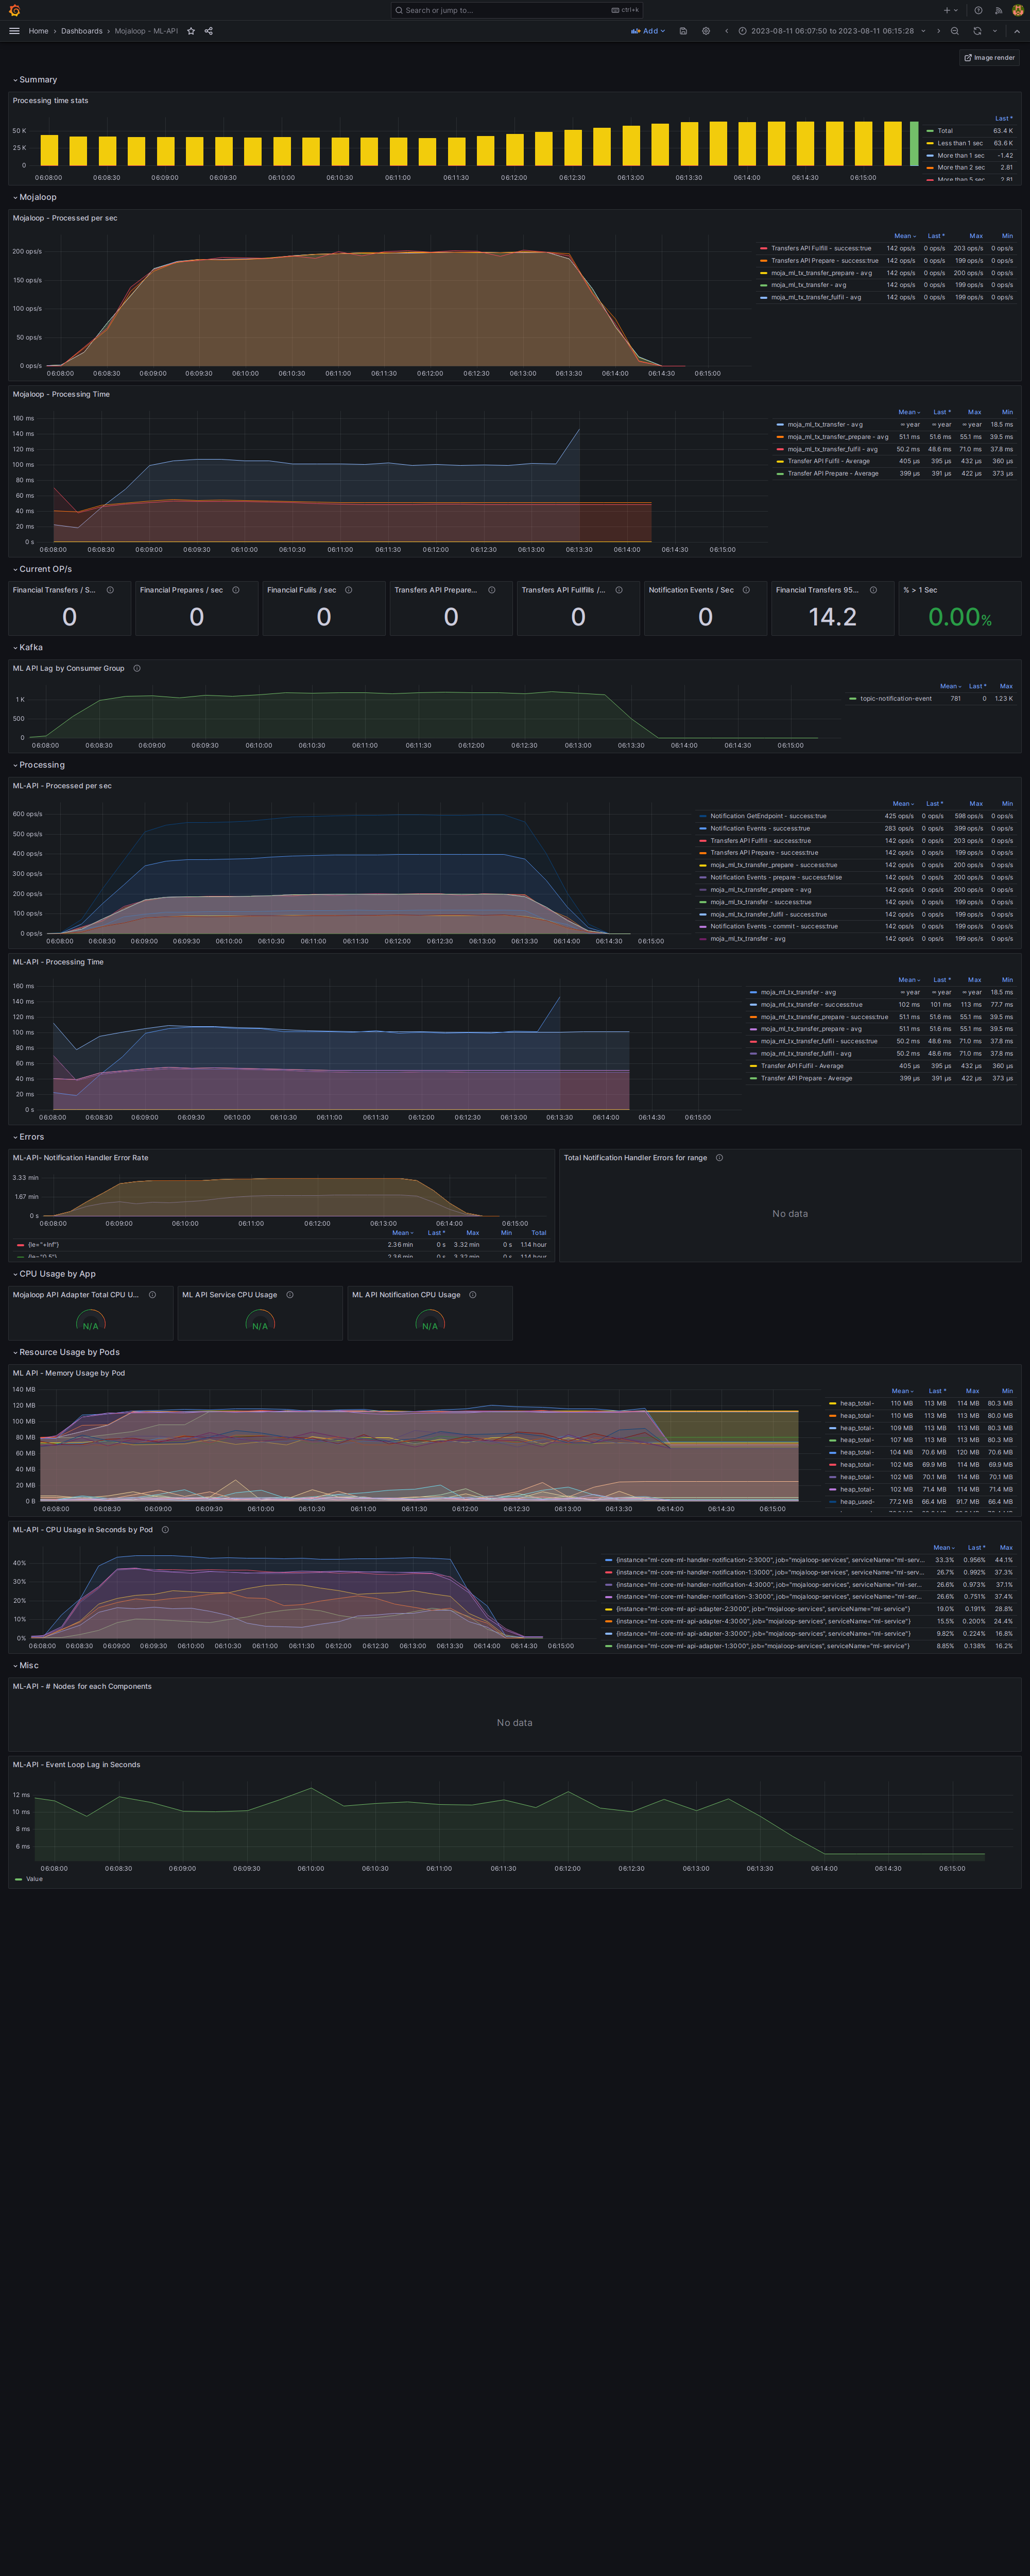 Search or jump to... ctrl+k
Home › Dashboards › Mojaloop - ML-API Add 2023-08-11 06:07:50 to 2023-08-11 06:15:28
Image render
Summary
Processing time stats
50 K
25 K
0
06:08:00 06:08:30 06:09:00 06:09:30 06:10:00 06:10:30 06:11:00 06:11:30 06:12:00 06:12:30 06:13:00 06:13:30 06:14:00 06:14:30 06:15:00
Last *
Total 63.4 K
Less than 1 sec 63.6 K
More than 1 sec -1.42
More than 2 sec 2.81
More than 5 sec 2.81
Mojaloop
Mojaloop - Processed per sec
200 ops/s
150 ops/s
100 ops/s
50 ops/s
0 ops/s
06:08:00 06:08:30 06:09:00 06:09:30 06:10:00 06:10:30 06:11:00 06:11:30 06:12:00 06:12:30 06:13:00 06:13:30 06:14:00 06:14:30 06:15:00
Mean Last * Max Min
Transfers API Fulfill - success:true 142 ops/s 0 ops/s 203 ops/s 0 ops/s
Transfers API Prepare - success:true 142 ops/s 0 ops/s 199 ops/s 0 ops/s
moja_ml_tx_transfer_prepare - avg 142 ops/s 0 ops/s 200 ops/s 0 ops/s
moja_ml_tx_transfer - avg 142 ops/s 0 ops/s 199 ops/s 0 ops/s
moja_ml_tx_transfer_fulfil - avg 142 ops/s 0 ops/s 199 ops/s 0 ops/s
Mojaloop - Processing Time
160 ms
140 ms
120 ms
100 ms
80 ms
60 ms
40 ms
20 ms
0 s
06:08:00 06:08:30 06:09:00 06:09:30 06:10:00 06:10:30 06:11:00 06:11:30 06:12:00 06:12:30 06:13:00 06:13:30 06:14:00 06:14:30 06:15:00
Mean Last * Max Min
moja_ml_tx_transfer - avg ∞ year ∞ year ∞ year 18.5 ms
moja_ml_tx_transfer_prepare - avg 51.1 ms 51.6 ms 55.1 ms 39.5 ms
moja_ml_tx_transfer_fulfil - avg 50.2 ms 48.6 ms 71.0 ms 37.8 ms
Transfer API Fulfil - Average 405 µs 395 µs 432 µs 360 µs
Transfer API Prepare - Average 399 µs 391 µs 422 µs 373 µs
Current OP/s
Financial Transfers / S...
0
Financial Prepares / sec
0
Financial Fulils / sec
0
Transfers API Prepare...
0
Transfers API Fullfills /...
0
Notification Events / Sec
0
Financial Transfers 95...
14.2
% > 1 Sec
0.00%
Kafka
ML API Lag by Consumer Group
1 K
500
0
06:08:00 06:08:30 06:09:00 06:09:30 06:10:00 06:10:30 06:11:00 06:11:30 06:12:00 06:12:30 06:13:00 06:13:30 06:14:00 06:14:30 06:15:00
Mean Last * Max
topic-notification-event 781 0 1.23 K
Processing
ML-API - Processed per sec
600 ops/s
500 ops/s
400 ops/s
300 ops/s
200 ops/s
100 ops/s
0 ops/s
06:08:00 06:08:30 06:09:00 06:09:30 06:10:00 06:10:30 06:11:00 06:11:30 06:12:00 06:12:30 06:13:00 06:13:30 06:14:00 06:14:30 06:15:00
Mean Last * Max Min
Notification GetEndpoint - success:true 425 ops/s 0 ops/s 598 ops/s 0 ops/s
Notification Events - success:true 283 ops/s 0 ops/s 399 ops/s 0 ops/s
Transfers API Fulfill - success:true 142 ops/s 0 ops/s 203 ops/s 0 ops/s
Transfers API Prepare - success:true 142 ops/s 0 ops/s 199 ops/s 0 ops/s
moja_ml_tx_transfer_prepare - success:true 142 ops/s 0 ops/s 200 ops/s 0 ops/s
Notification Events - prepare - success:false 142 ops/s 0 ops/s 200 ops/s 0 ops/s
moja_ml_tx_transfer_prepare - avg 142 ops/s 0 ops/s 200 ops/s 0 ops/s
moja_ml_tx_transfer - success:true 142 ops/s 0 ops/s 199 ops/s 0 ops/s
moja_ml_tx_transfer_fulfil - success:true 142 ops/s 0 ops/s 199 ops/s 0 ops/s
Notification Events - commit - success:true 142 ops/s 0 ops/s 199 ops/s 0 ops/s
moja_ml_tx_transfer - avg 142 ops/s 0 ops/s 199 ops/s 0 ops/s
ML-API - Processing Time
160 ms
140 ms
120 ms
100 ms
80 ms
60 ms
40 ms
20 ms
0 s
06:08:00 06:08:30 06:09:00 06:09:30 06:10:00 06:10:30 06:11:00 06:11:30 06:12:00 06:12:30 06:13:00 06:13:30 06:14:00 06:14:30 06:15:00
Mean Last * Max Min
moja_ml_tx_transfer - avg ∞ year ∞ year ∞ year 18.5 ms
moja_ml_tx_transfer - success:true 102 ms 101 ms 113 ms 77.7 ms
moja_ml_tx_transfer_prepare - success:true 51.1 ms 51.6 ms 55.1 ms 39.5 ms
moja_ml_tx_transfer_prepare - avg 51.1 ms 51.6 ms 55.1 ms 39.5 ms
moja_ml_tx_transfer_fulfil - success:true 50.2 ms 48.6 ms 71.0 ms 37.8 ms
moja_ml_tx_transfer_fulfil - avg 50.2 ms 48.6 ms 71.0 ms 37.8 ms
Transfer API Fulfil - Average 405 µs 395 µs 432 µs 360 µs
Transfer API Prepare - Average 399 µs 391 µs 422 µs 373 µs
Errors
ML-API- Notification Handler Error Rate
3.33 min
1.67 min
0 s
06:08:00 06:09:00 06:10:00 06:11:00 06:12:00 06:13:00 06:14:00 06:15:00
Mean Last * Max Min Total
{le="+Inf"} 2.36 min 0 s 3.32 min 0 s 1.14 hour
{le="0.5"} 2.36 min 0 s 3.32 min 0 s 1.14 hour
Total Notification Handler Errors for range
No data
CPU Usage by App
Mojaloop API Adapter Total CPU U...
N/A
ML API Service CPU Usage
N/A
ML API Notification CPU Usage
N/A
Resource Usage by Pods
ML API - Memory Usage by Pod
140 MB
120 MB
100 MB
80 MB
60 MB
40 MB
20 MB
0 B
06:08:00 06:08:30 06:09:00 06:09:30 06:10:00 06:10:30 06:11:00 06:11:30 06:12:00 06:12:30 06:13:00 06:13:30 06:14:00 06:14:30 06:15:00
Mean Last * Max Min
heap_total- 110 MB 113 MB 114 MB 80.3 MB
heap_total- 110 MB 113 MB 113 MB 80.0 MB
heap_total- 109 MB 113 MB 113 MB 80.3 MB
heap_total- 107 MB 113 MB 113 MB 80.3 MB
heap_total- 104 MB 70.6 MB 120 MB 70.6 MB
heap_total- 102 MB 69.9 MB 114 MB 69.9 MB
heap_total- 102 MB 70.1 MB 114 MB 70.1 MB
heap_total- 102 MB 71.4 MB 114 MB 71.4 MB
heap_used- 77.2 MB 66.4 MB 91.7 MB 66.4 MB
ML-API - CPU Usage in Seconds by Pod
40%
30%
20%
10%
0%
06:08:00 06:08:30 06:09:00 06:09:30 06:10:00 06:10:30 06:11:00 06:11:30 06:12:00 06:12:30 06:13:00 06:13:30 06:14:00 06:14:30 06:15:00
Mean Last * Max
{instance="ml-core-ml-handler-notification-2:3000", job="mojaloop-services", serviceName="ml-serv... 33.3% 0.956% 44.1%
{instance="ml-core-ml-handler-notification-1:3000", job="mojaloop-services", serviceName="ml-serv... 26.7% 0.992% 37.3%
{instance="ml-core-ml-handler-notification-4:3000", job="mojaloop-services", serviceName="ml-ser... 26.6% 0.973% 37.1%
{instance="ml-core-ml-handler-notification-3:3000", job="mojaloop-services", serviceName="ml-ser... 26.6% 0.751% 37.4%
{instance="ml-core-ml-api-adapter-2:3000", job="mojaloop-services", serviceName="ml-service"} 19.0% 0.191% 28.8%
{instance="ml-core-ml-api-adapter-4:3000", job="mojaloop-services", serviceName="ml-service"} 15.5% 0.200% 24.4%
{instance="ml-core-ml-api-adapter-3:3000", job="mojaloop-services", serviceName="ml-service"} 9.82% 0.224% 16.8%
{instance="ml-core-ml-api-adapter-1:3000", job="mojaloop-services", serviceName="ml-service"} 8.85% 0.138% 16.2%
Misc
ML-API - # Nodes for each Components
No data
ML-API - Event Loop Lag in Seconds
12 ms
10 ms
8 ms
6 ms
06:08:00 06:08:30 06:09:00 06:09:30 06:10:00 06:10:30 06:11:00 06:11:30 06:12:00 06:12:30 06:13:00 06:13:30 06:14:00 06:14:30 06:15:00
Value